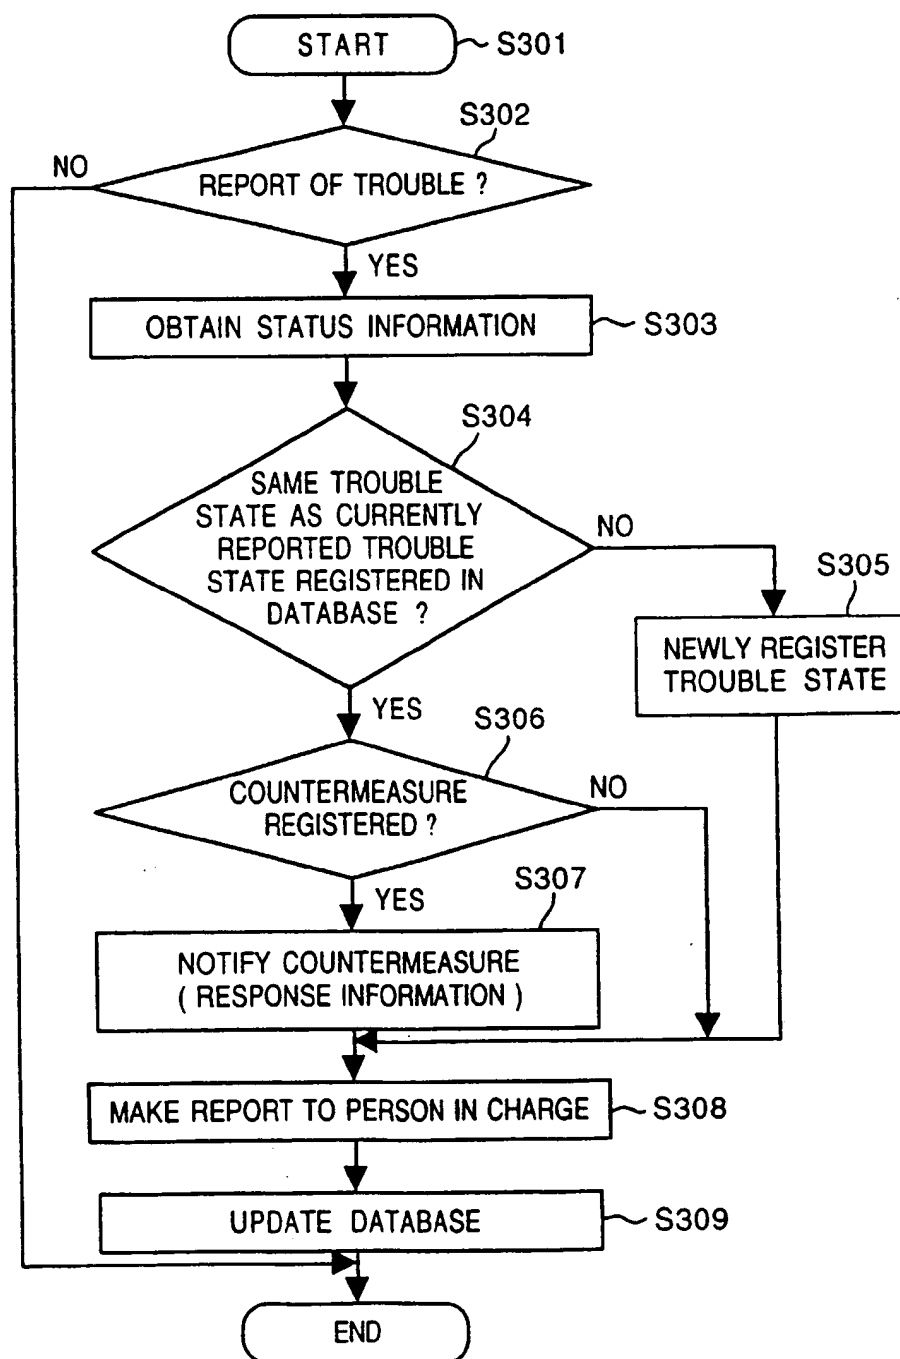 START
S301
S302
NO
REPORT OF TROUBLE ?
YES
OBTAIN STATUS INFORMATION
S303
S304
SAME TROUBLE
STATE AS CURRENTLY
REPORTED TROUBLE
STATE REGISTERED IN
DATABASE ?
NO
S305
NEWLY REGISTER
TROUBLE STATE
YES
S306
COUNTERMEASURE
REGISTERED ?
NO
YES
S307
NOTIFY COUNTERMEASURE
( RESPONSE INFORMATION )
MAKE REPORT TO PERSON IN CHARGE
S308
UPDATE DATABASE
S309
END